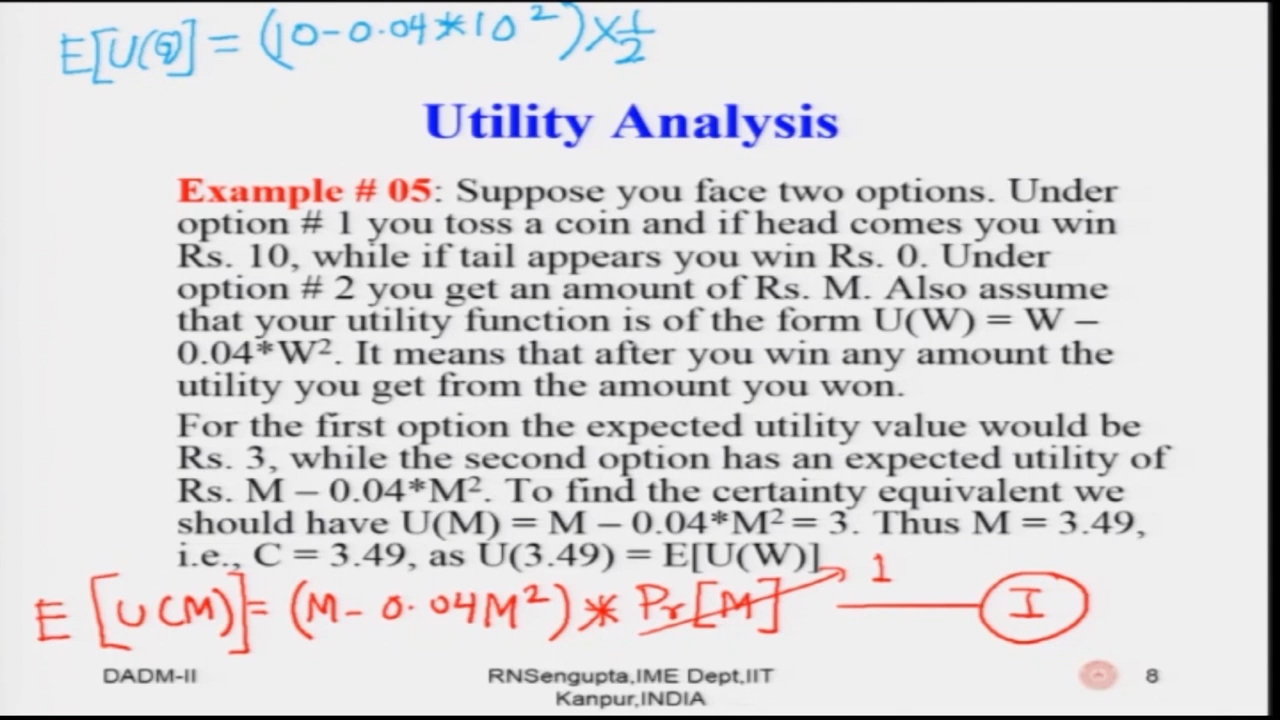 E[U(9)] = (10-0.04*10²)×1/2
Utility Analysis
Example # 05: Suppose you face two options. Under
option # 1 you toss a coin and if head comes you win
Rs. 10, while if tail appears you win Rs. 0. Under
option # 2 you get an amount of Rs. M. Also assume
that your utility function is of the form U(W) = W –
0.04*W². It means that after you win any amount the
utility you get from the amount you won.
For the first option the expected utility value would be
Rs. 3, while the second option has an expected utility of
Rs. M – 0.04*M². To find the certainty equivalent we
should have U(M) = M – 0.04*M² = 3. Thus M = 3.49,
i.e., C = 3.49, as U(3.49) = E[U(W)]
E [U(M)] = (M - 0.04M²) * Pr[M] 1 I
DADM-II
RNSengupta,IME Dept,IIT
Kanpur,INDIA
8